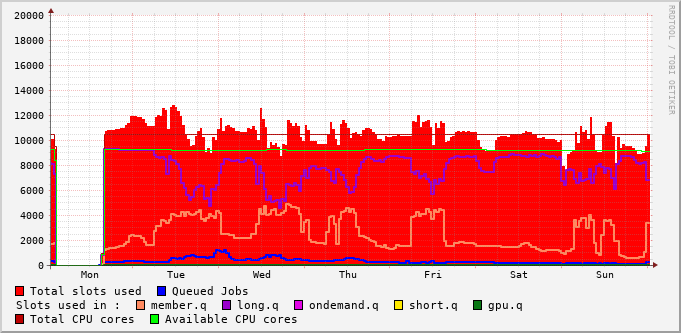 20000
18000
16000
14000
12000
10000
8000
6000
4000
2000
0
Mon Tue Wed Thu Fri Sat Sun
RRDTOOL / TOBI OETIKER
Total slots used Queued Jobs
Slots used in : member.q long.q ondemand.q short.q gpu.q
Total CPU cores Available CPU cores